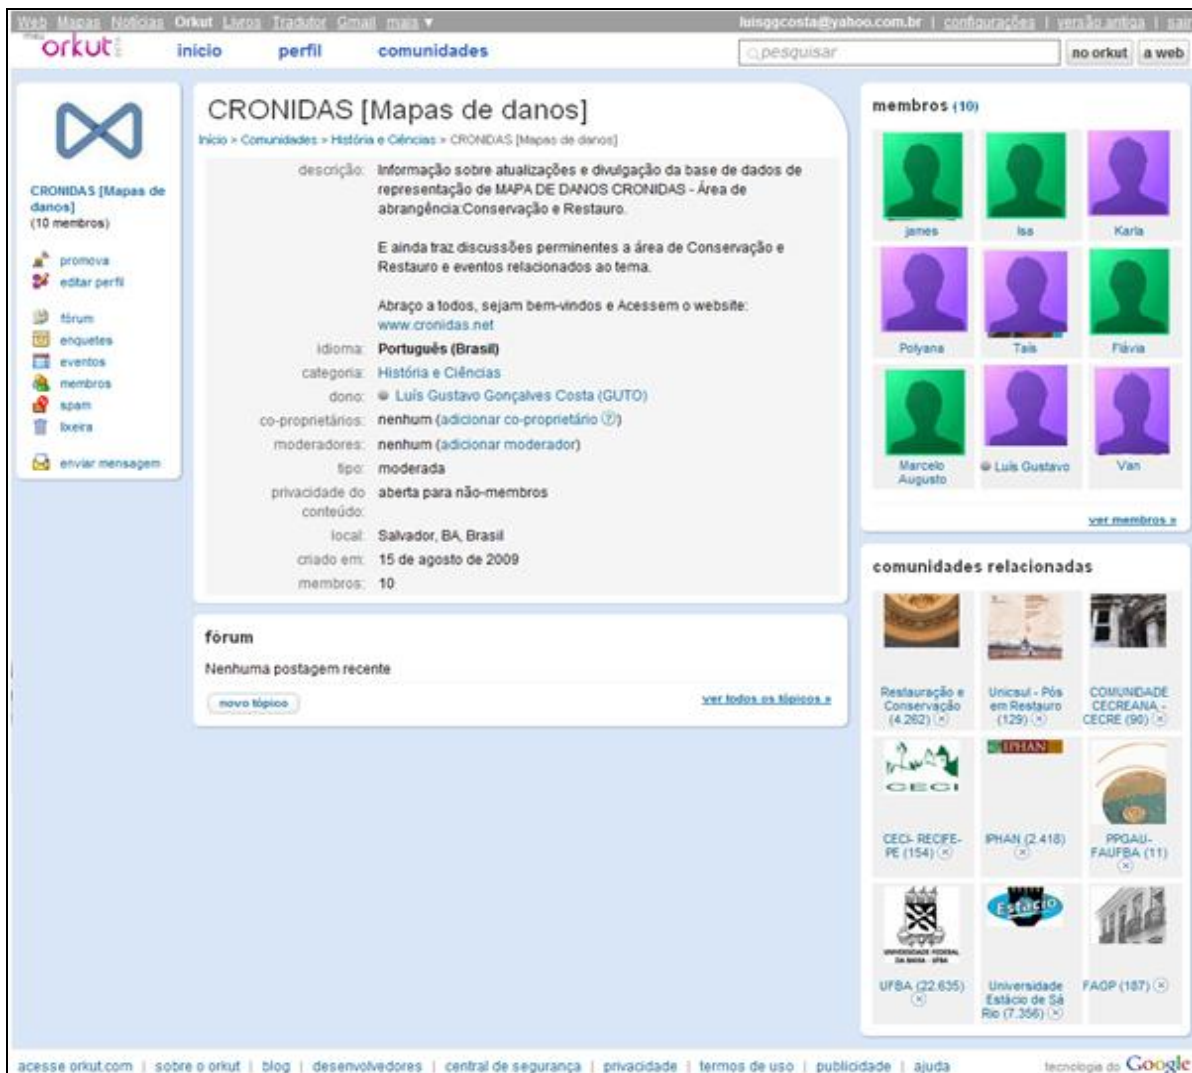 Web Mapas Notícias Orkut Livros Tradutor Gmail mais ▼
luisggcosta@yahoo.com.br | configurações | versão antiga | sair
meu
orkut beta
início perfil comunidades
pesquisar
no orkut a web
CRONIDAS [Mapas de
danos]
(10 membros)
promova
editar perfil
fórum
enquetes
eventos
membros
spam
lixeira
enviar mensagem
CRONIDAS [Mapas de danos]
Início > Comunidades > História e Ciências > CRONIDAS [Mapas de danos]
descrição: Informação sobre atualizações e divulgação da base de dados de
representação de MAPA DE DANOS CRONIDAS - Área de
abrangência:Conservação e Restauro.
E ainda traz discussões perminentes a área de Conservação e
Restauro e eventos relacionados ao tema.
Abraço a todos, sejam bem-vindos e Acessem o website:
www.cronidas.net
idioma: Português (Brasil)
categoria: História e Ciências
dono: Luís Gustavo Gonçalves Costa (GUTO)
co-proprietários: nenhum (adicionar co-proprietário ?)
moderadores: nenhum (adicionar moderador)
tipo: moderada
privacidade do aberta para não-membros
conteúdo:
local: Salvador, BA, Brasil
criado em: 15 de agosto de 2009
membros: 10
fórum
Nenhuma postagem recente
novo tópico
ver todos os tópicos »
membros (10)
james Isa Karla
Polyana Taís Flávia
Marcelo Luís Gustavo Van
Augusto
ver membros »
comunidades relacionadas
Restauração e Unicsul - Pós COMUNIDADE
Conservação em Restauro CECREANA -
(4.262) (129) CECRE (90)
CECI
IPHAN
CECI- RECIFE- IPHAN (2.418) PPGAU-
PE (154) FAUFBA (11)
UNIVERSIDADE FEDERAL
DA BAHIA - UFBA
Estácio
UFBA (22.635) Universidade FAOP (187)
Estácio de Sá
Rio (7.356)
acesse orkut.com | sobre o orkut | blog | desenvolvedores | central de segurança | privacidade | termos de uso | publicidade | ajuda
tecnologia do Google